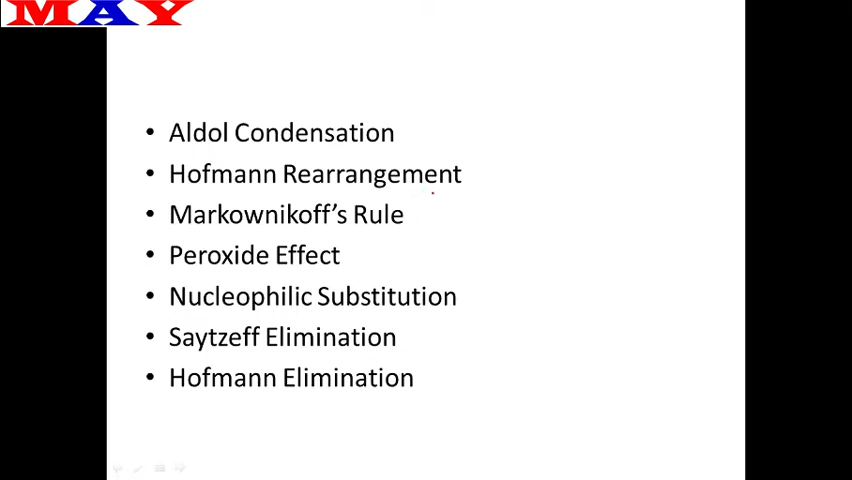 MAY
• Aldol Condensation
• Hofmann Rearrangement
• Markownikoff’s Rule
• Peroxide Effect
• Nucleophilic Substitution
• Saytzeff Elimination
• Hofmann Elimination